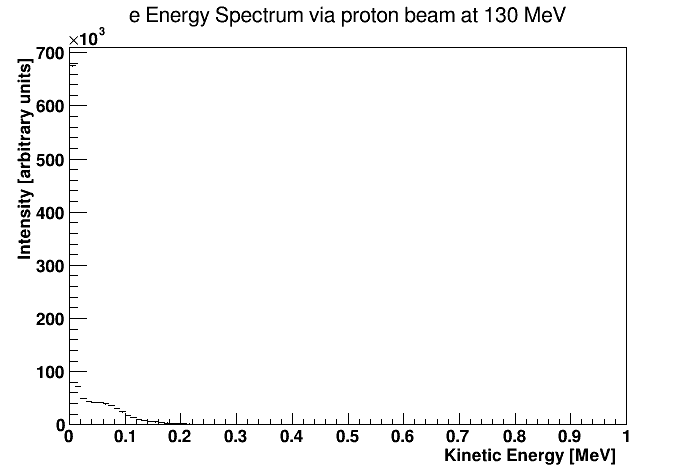 e Energy Spectrum via proton beam at 130 MeV
×10³
Intensity [arbitrary units]
700
600
500
400
300
200
100
0
0 0.1 0.2 0.3 0.4 0.5 0.6 0.7 0.8 0.9 1
Kinetic Energy [MeV]